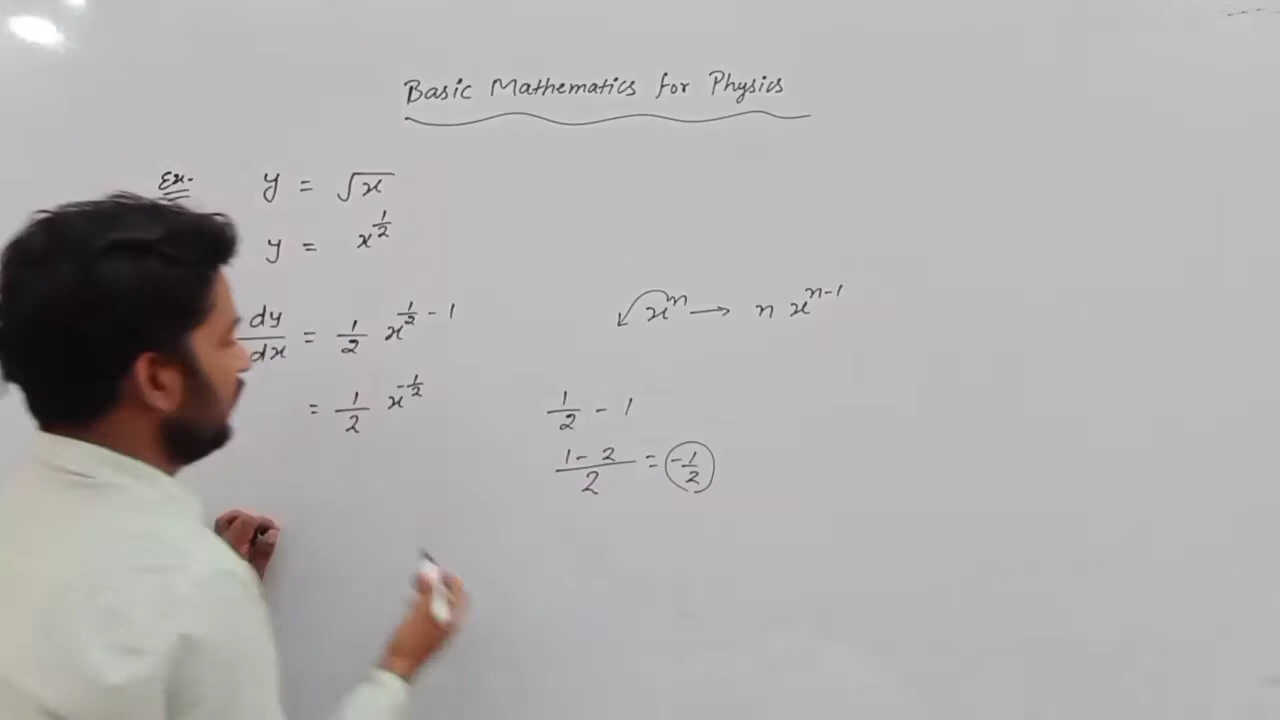 Basic Mathematics for Physics
Ex. y = √x
y = x^{1/2}
dy/dx = 1/2 x^{1/2 - 1}
= 1/2 x^{-1/2}
x^n → n x^{n-1}
1/2 - 1
(1 - 2)/2 = -1/2